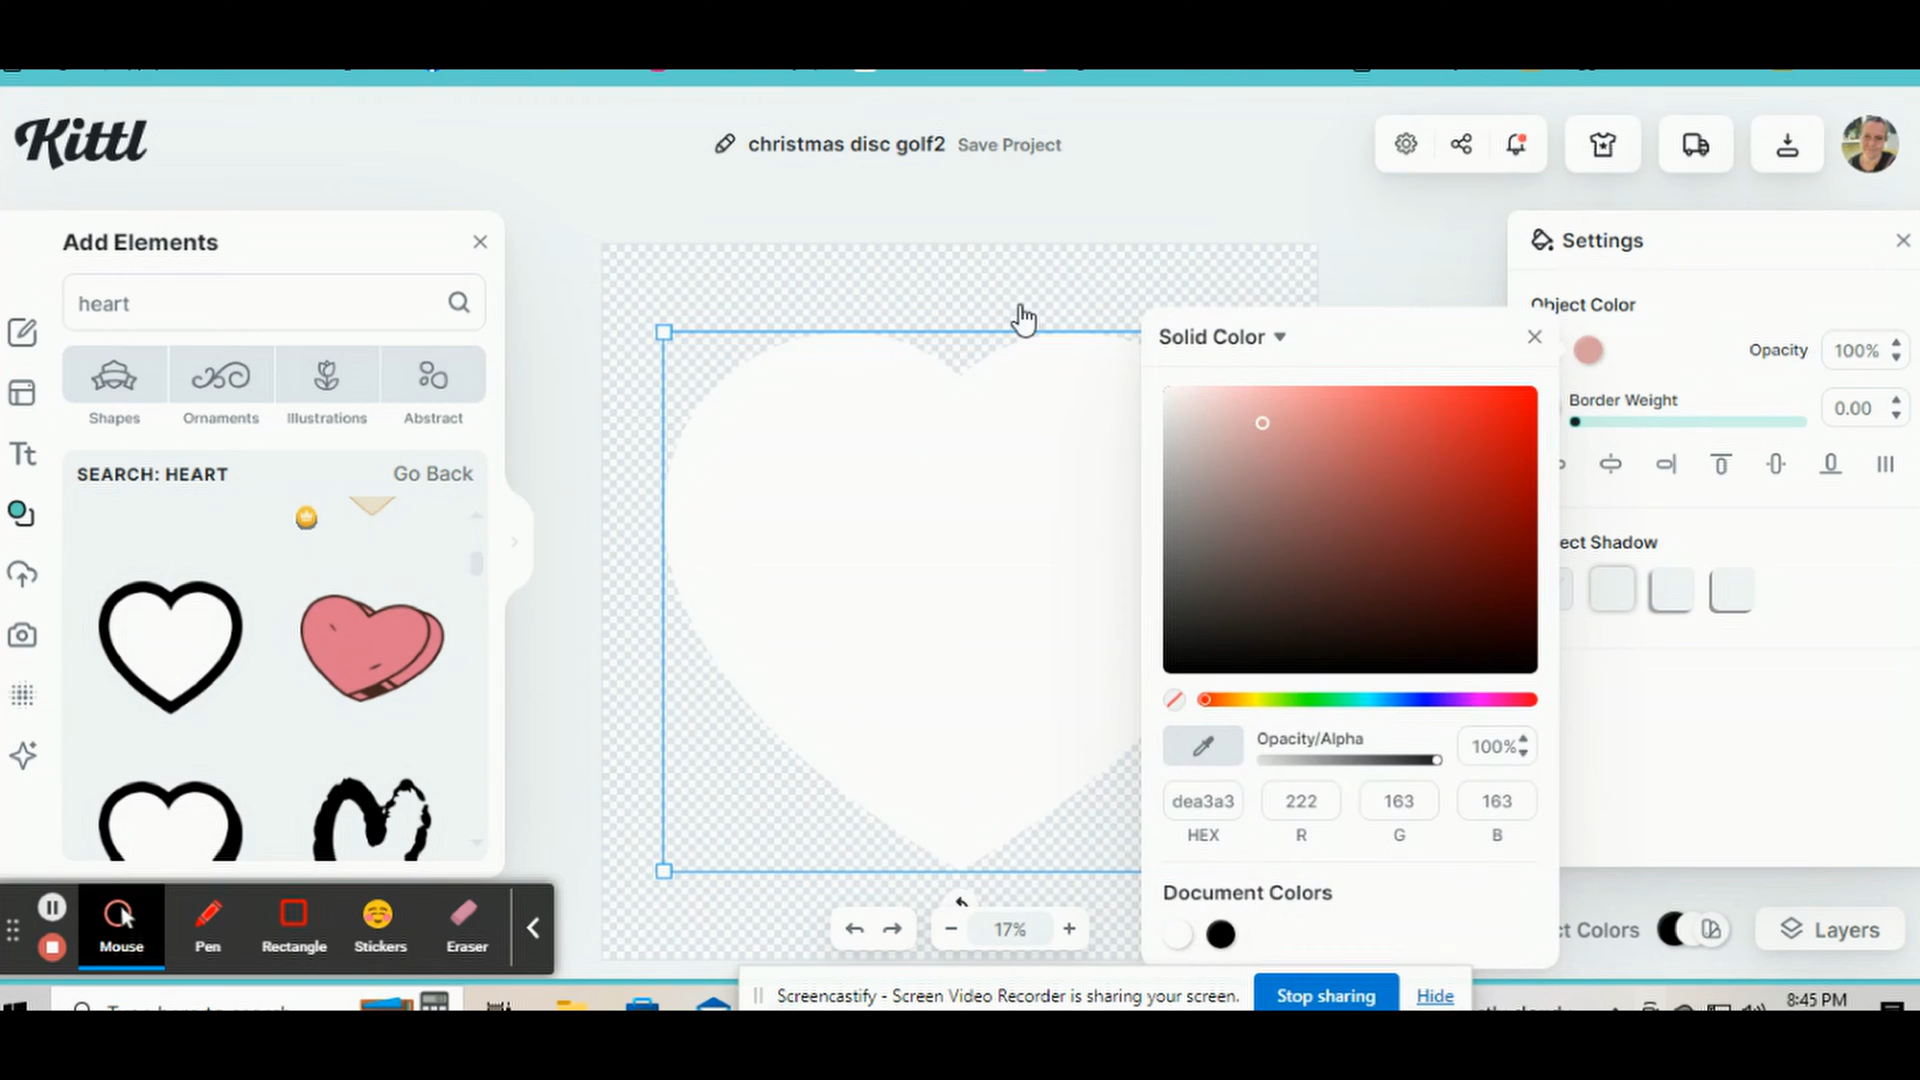 Kittl
christmas disc golf2 Save Project
Add Elements
heart
Shapes
Ornaments
Illustrations
Abstract
SEARCH: HEART
Go Back
Settings
Object Color
Opacity
100%
Border Weight
0.00
ect Shadow
Solid Color
Opacity/Alpha
100%
dea3a3
222
163
163
HEX
R
G
B
Document Colors
17%
ct Colors
Layers
Mouse
Pen
Rectangle
Stickers
Eraser
Screencastify - Screen Video Recorder is sharing your screen.
Stop sharing
Hide
8:45 PM